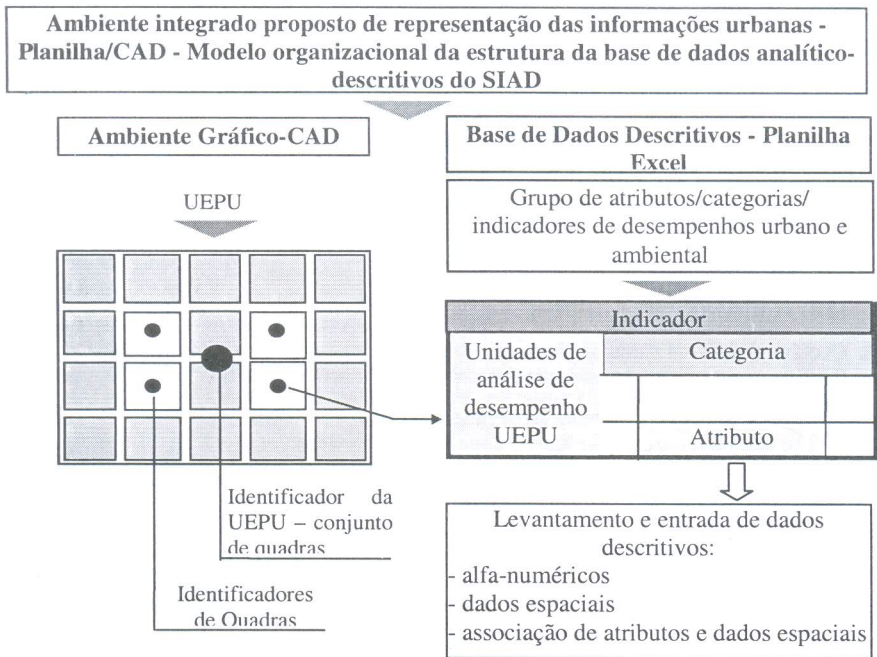 Ambiente integrado proposto de representação das informações urbanas -
Planilha/CAD - Modelo organizacional da estrutura da base de dados analítico-
descritivos do SIAD
Ambiente Gráfico-CAD
Base de Dados Descritivos - Planilha
Excel
UEPU
Grupo de atributos/categorias/
indicadores de desempenhos urbano e
ambiental
Indicador
Unidades de
análise de
desempenho
UEPU
Categoria
Atributo
Identificador da
UEPU – conjunto
de quadras
Identificadores
de Quadras
Levantamento e entrada de dados
descritivos:
- alfa-numéricos
- dados espaciais
- associação de atributos e dados espaciais